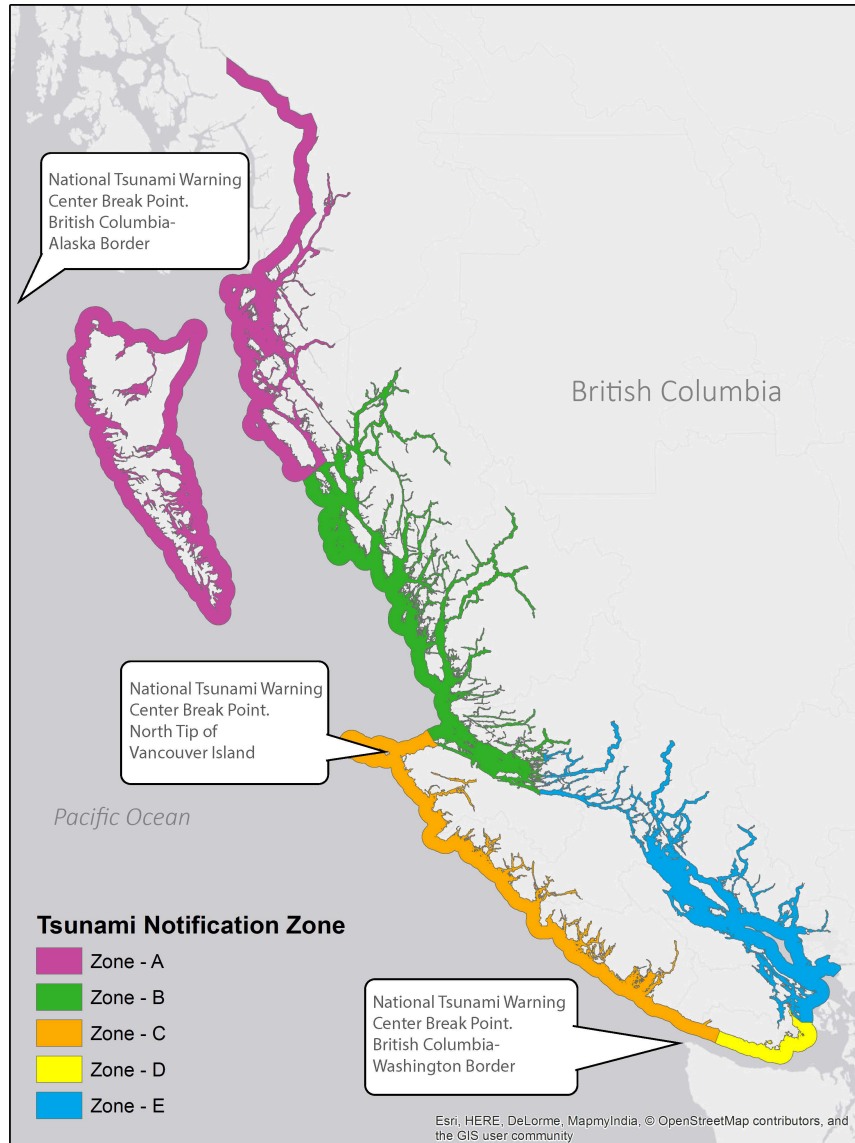 National Tsunami Warning
Center Break Point.
British Columbia-
Alaska Border
British Columbia
National Tsunami Warning
Center Break Point.
North Tip of
Vancouver Island
Pacific Ocean
Tsunami Notification Zone
Zone - A
Zone - B
Zone - C
Zone - D
Zone - E
National Tsunami Warning
Center Break Point.
British Columbia-
Washington Border
Esri, HERE, DeLorme, MapmyIndia, © OpenStreetMap contributors, and
the GIS user community